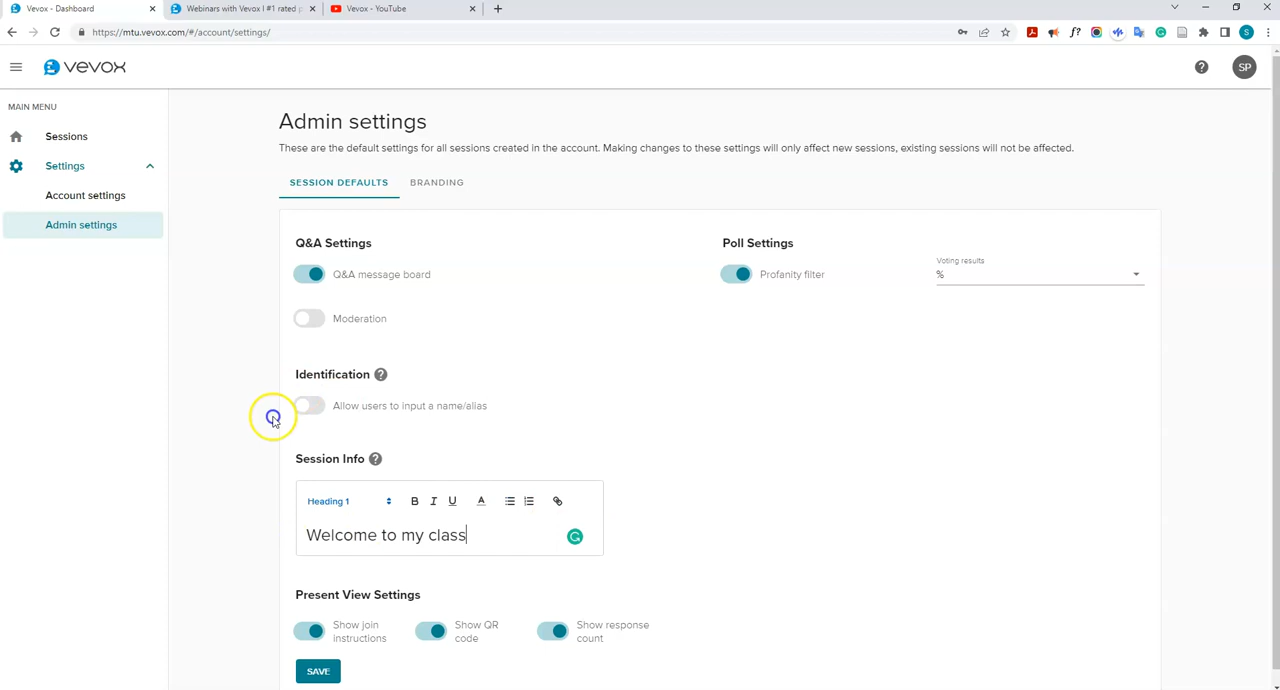 Vevox - Dashboard
Webinars with Vevox I #1 rated p
Vevox - YouTube
https://mtu.vevox.com/#/account/settings/
vevox
SP
MAIN MENU
Sessions
Settings
Account settings
Admin settings
Admin settings
These are the default settings for all sessions created in the account. Making changes to these settings will only affect new sessions, existing sessions will not be affected.
SESSION DEFAULTS
BRANDING
Q&A Settings
Q&A message board
Moderation
Poll Settings
Profanity filter
Voting results
%
Identification
Allow users to input a name/alias
Session Info
Heading 1
B I U A
Welcome to my class
Present View Settings
Show join
instructions
Show QR
code
Show response
count
SAVE